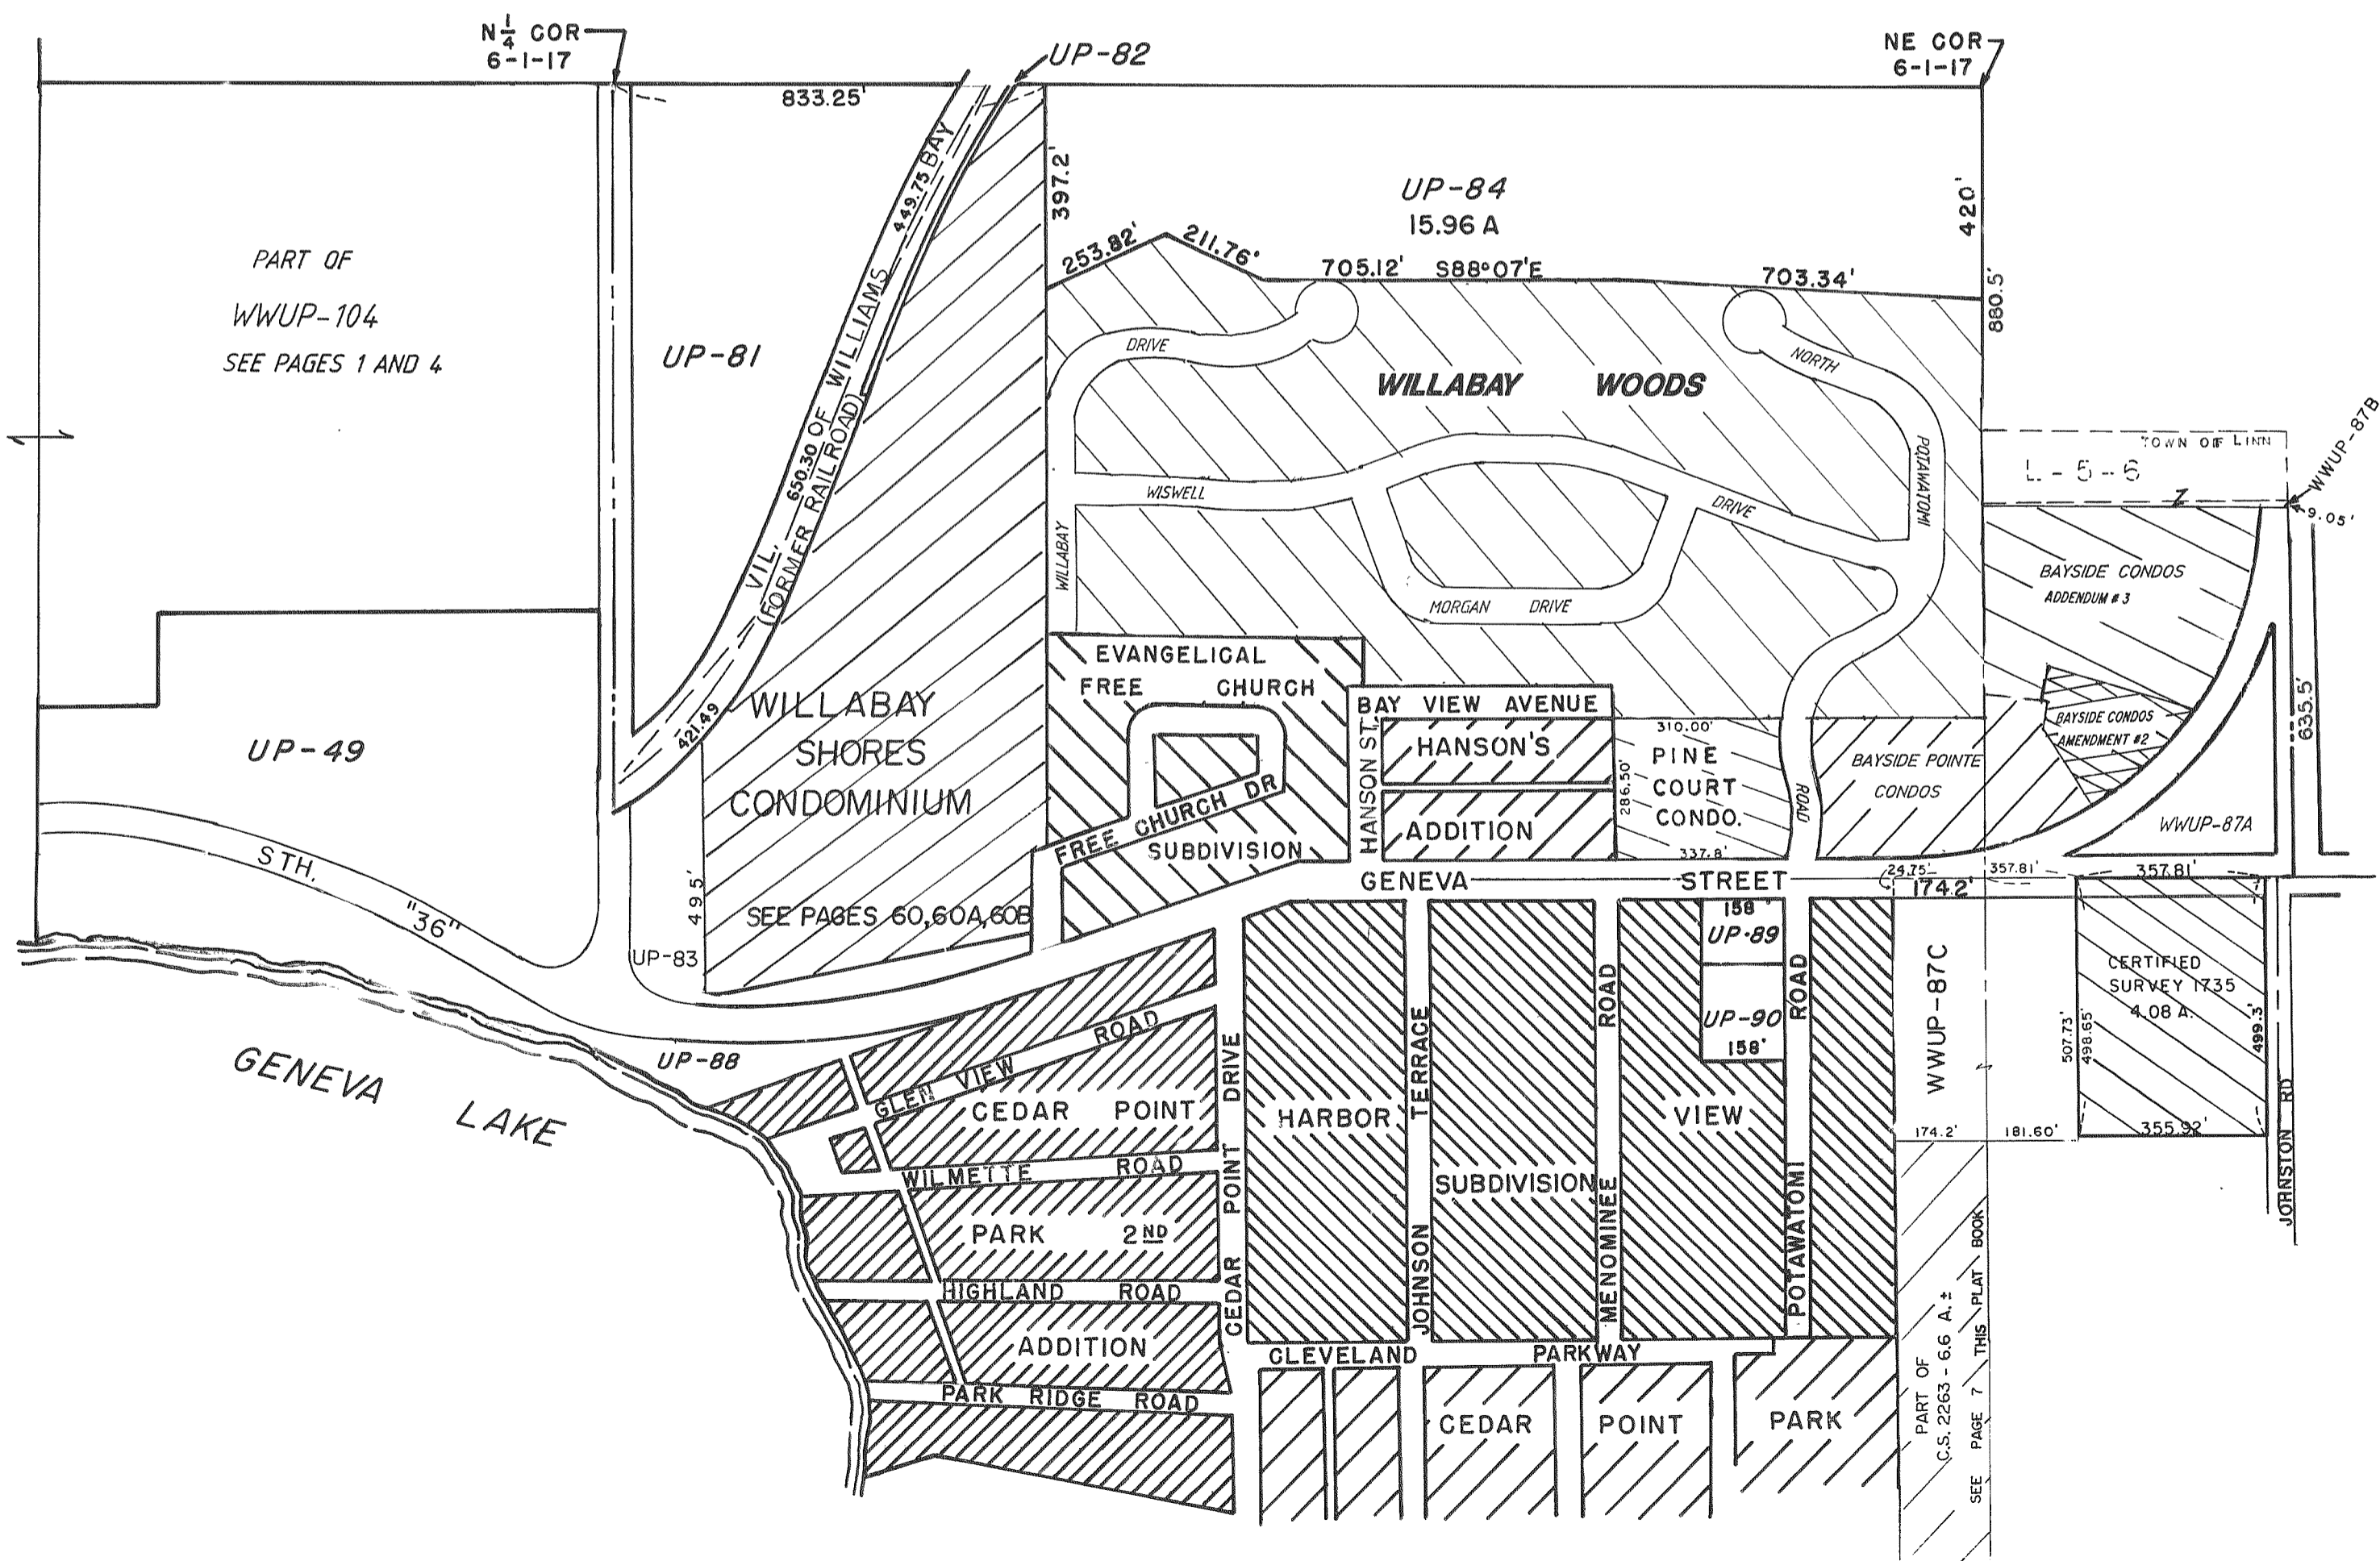 N 1/4 COR
6-1-17
UP-82
NE COR
6-1-17
833.25'
449.75
650.30
VIL. OF WILLIAMS BAY
(FORMER RAILROAD)
421.49
397.2'
UP-84
15.96 A
420'
880.5'
253.82'
211.76'
705.12' S88°07'E
703.34'
PART OF
WWUP-104
SEE PAGES 1 AND 4
UP-81
DRIVE
NORTH
WILLABAY WOODS
POTAWATOMI
WISWELL
DRIVE
WILLABAY
MORGAN DRIVE
TOWN OF LINN
L-5-6
WWUP-87B
9.05'
BAYSIDE CONDOS
ADDENDUM #3
635.5'
EVANGELICAL
FREE CHURCH
FREE CHURCH DR
SUBDIVISION
BAY VIEW AVENUE
HANSON ST.
HANSON'S
ADDITION
310.00'
286.50'
PINE
COURT
CONDO.
337.8'
ROAD
BAYSIDE POINTE
CONDOS
BAYSIDE CONDOS
AMENDMENT #2
WWUP-87A
UP-49
WILLABAY
SHORES
CONDOMINIUM
SEE PAGES 60,60A,60B
495'
UP-83
STH.
"36"
GENEVA STREET
24.75'
174.2'
357.81'
357.81'
158'
UP-89
UP-90
158'
WWUP-87C
CERTIFIED
SURVEY 1735
4.08 A.
507.73'
498.65'
499.3'
174.2'
181.60'
355.92'
JOHNSTON RD
GENEVA
LAKE
UP-88
GLEN VIEW ROAD
CEDAR POINT
WILMETTE ROAD
PARK 2ND
HIGHLAND ROAD
ADDITION
PARK RIDGE ROAD
CEDAR POINT DRIVE
HARBOR
JOHNSON TERRACE
SUBDIVISION
MENOMINEE ROAD
VIEW
POTAWATOMI ROAD
CLEVELAND PARKWAY
CEDAR POINT PARK
PART OF
C.S. 2263 - 6.6 A.±
SEE PAGE 7 THIS PLAT BOOK